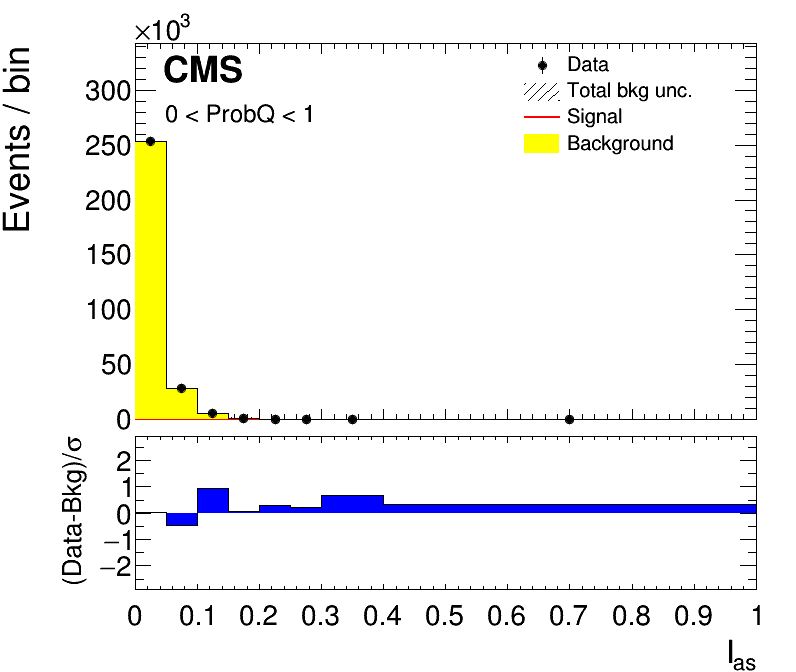 ×10³
Events / bin
300
250
200
150
100
50
0
CMS
0 < ProbQ < 1
Data
Total bkg unc.
Signal
Background
(Data-Bkg)/σ
2
1
0
−1
−2
0 0.1 0.2 0.3 0.4 0.5 0.6 0.7 0.8 0.9 1
I_as